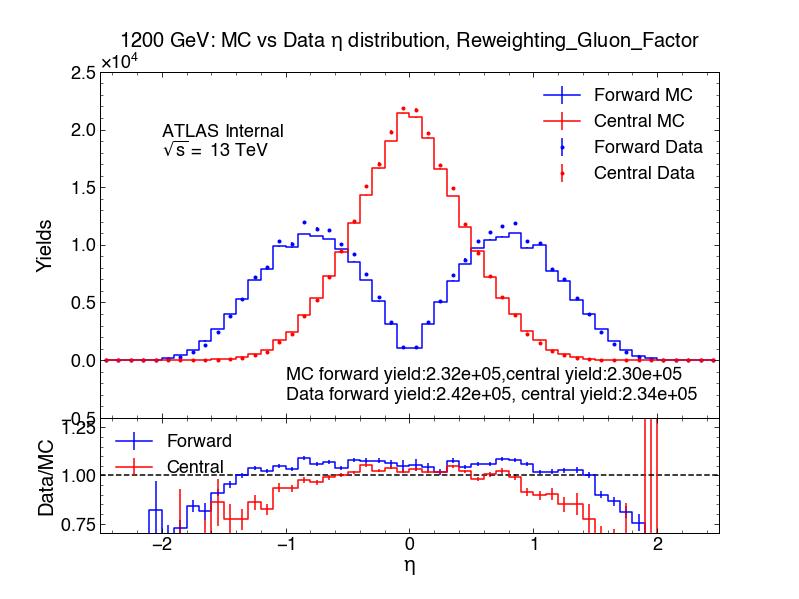 1200 GeV: MC vs Data η distribution, Reweighting_Gluon_Factor
×10⁴
2.5
2.0
1.5
1.0
0.5
0.0
−0.5
Yields
ATLAS Internal
√s = 13 TeV
Forward MC
Central MC
Forward Data
Central Data
MC forward yield:2.32e+05,central yield:2.30e+05
Data forward yield:2.42e+05, central yield:2.34e+05
1.25
1.00
0.75
Data/MC
Forward
Central
−2 −1 0 1 2
η